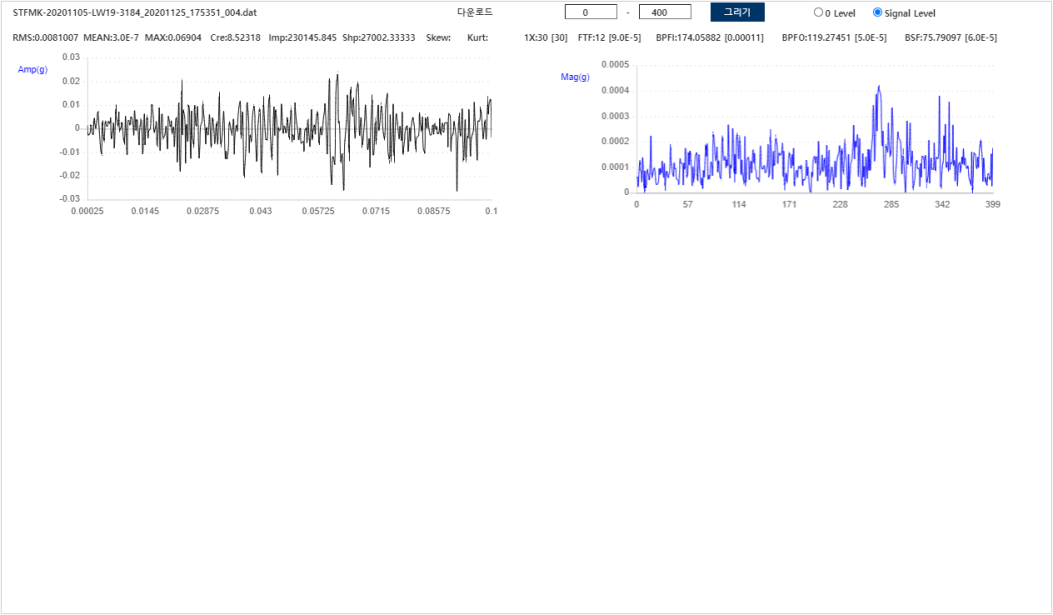 STFMK-20201105-LW19-3184_20201125_175351_004.dat 다운로드 0 - 400 그리기 0 Level Signal Level
RMS:0.0081007 MEAN:3.0E-7 MAX:0.06904 Cre:8.52318 Imp:230145.845 Shp:27002.33333 Skew: Kurt: 1X:30 [30] FTF:12 [9.0E-5] BPFI:174.05882 [0.00011] BPFO:119.27451 [5.0E-5] BSF:75.79097 [6.0E-5]
Amp(g)
0.03
0.02
0.01
0
-0.01
-0.02
-0.03
0.00025 0.0145 0.02875 0.043 0.05725 0.0715 0.08575 0.1
Mag(g)
0.0005
0.0004
0.0003
0.0002
0.0001
0
0 57 114 171 228 285 342 399